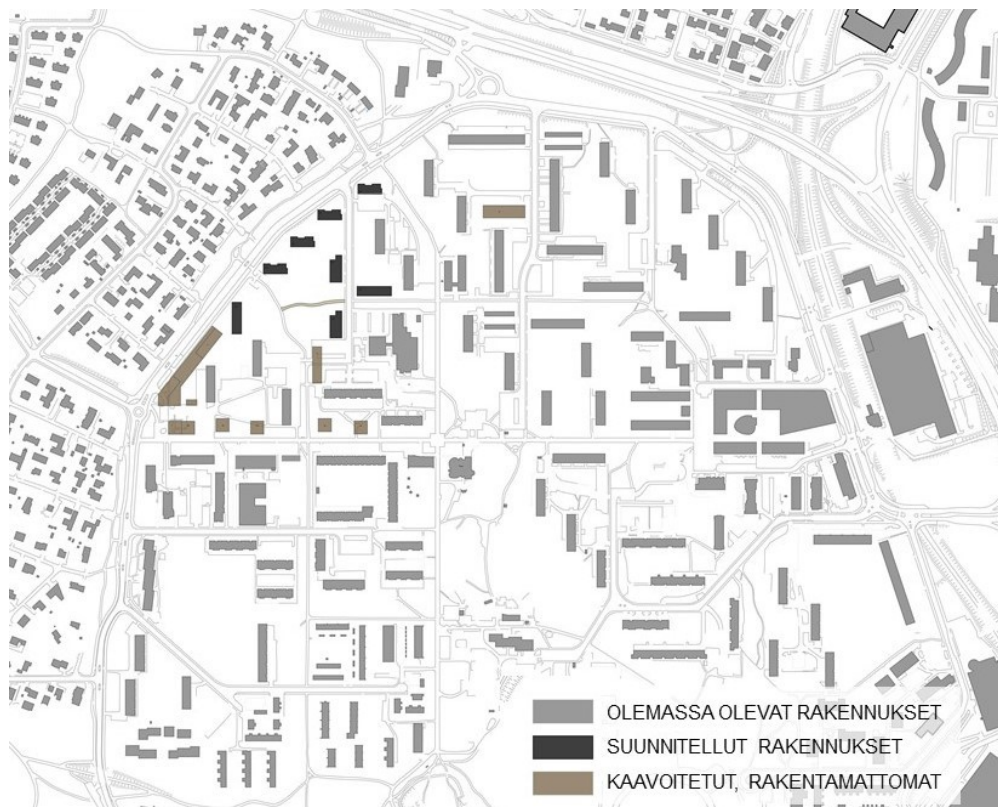 OLEMASSA OLEVAT RAKENNUKSET
SUUNNITELLUT RAKENNUKSET
KAAVOITETUT, RAKENTAMATTOMAT